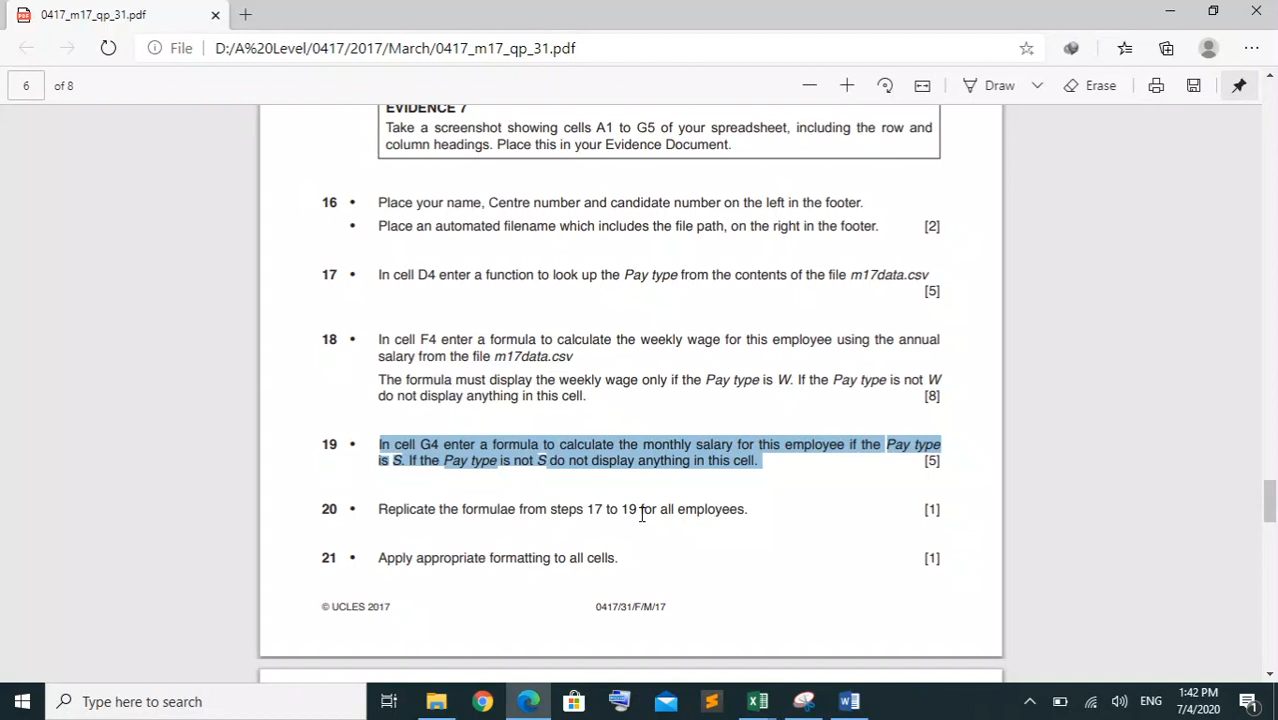 0417_m17_qp_31.pdf
File D:/A%20Level/0417/2017/March/0417_m17_qp_31.pdf
6 of 8
Draw
Erase
EVIDENCE 7
Take a screenshot showing cells A1 to G5 of your spreadsheet, including the row and
column headings. Place this in your Evidence Document.
16 • Place your name, Centre number and candidate number on the left in the footer.
• Place an automated filename which includes the file path, on the right in the footer. [2]
17 • In cell D4 enter a function to look up the Pay type from the contents of the file m17data.csv
[5]
18 • In cell F4 enter a formula to calculate the weekly wage for this employee using the annual
salary from the file m17data.csv
The formula must display the weekly wage only if the Pay type is W. If the Pay type is not W
do not display anything in this cell. [8]
19 • In cell G4 enter a formula to calculate the monthly salary for this employee if the Pay type
is S. If the Pay type is not S do not display anything in this cell. [5]
20 • Replicate the formulae from steps 17 to 19 for all employees. [1]
21 • Apply appropriate formatting to all cells. [1]
© UCLES 2017 0417/31/F/M/17
Type here to search
ENG
1:42 PM
7/4/2020
1